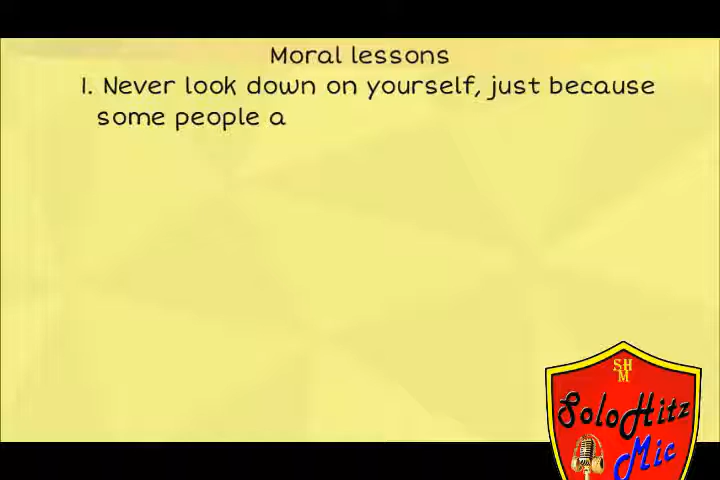 Moral lessons
1. Never look down on yourself, just because
some people a
SH
M
SoloHitz
Mic